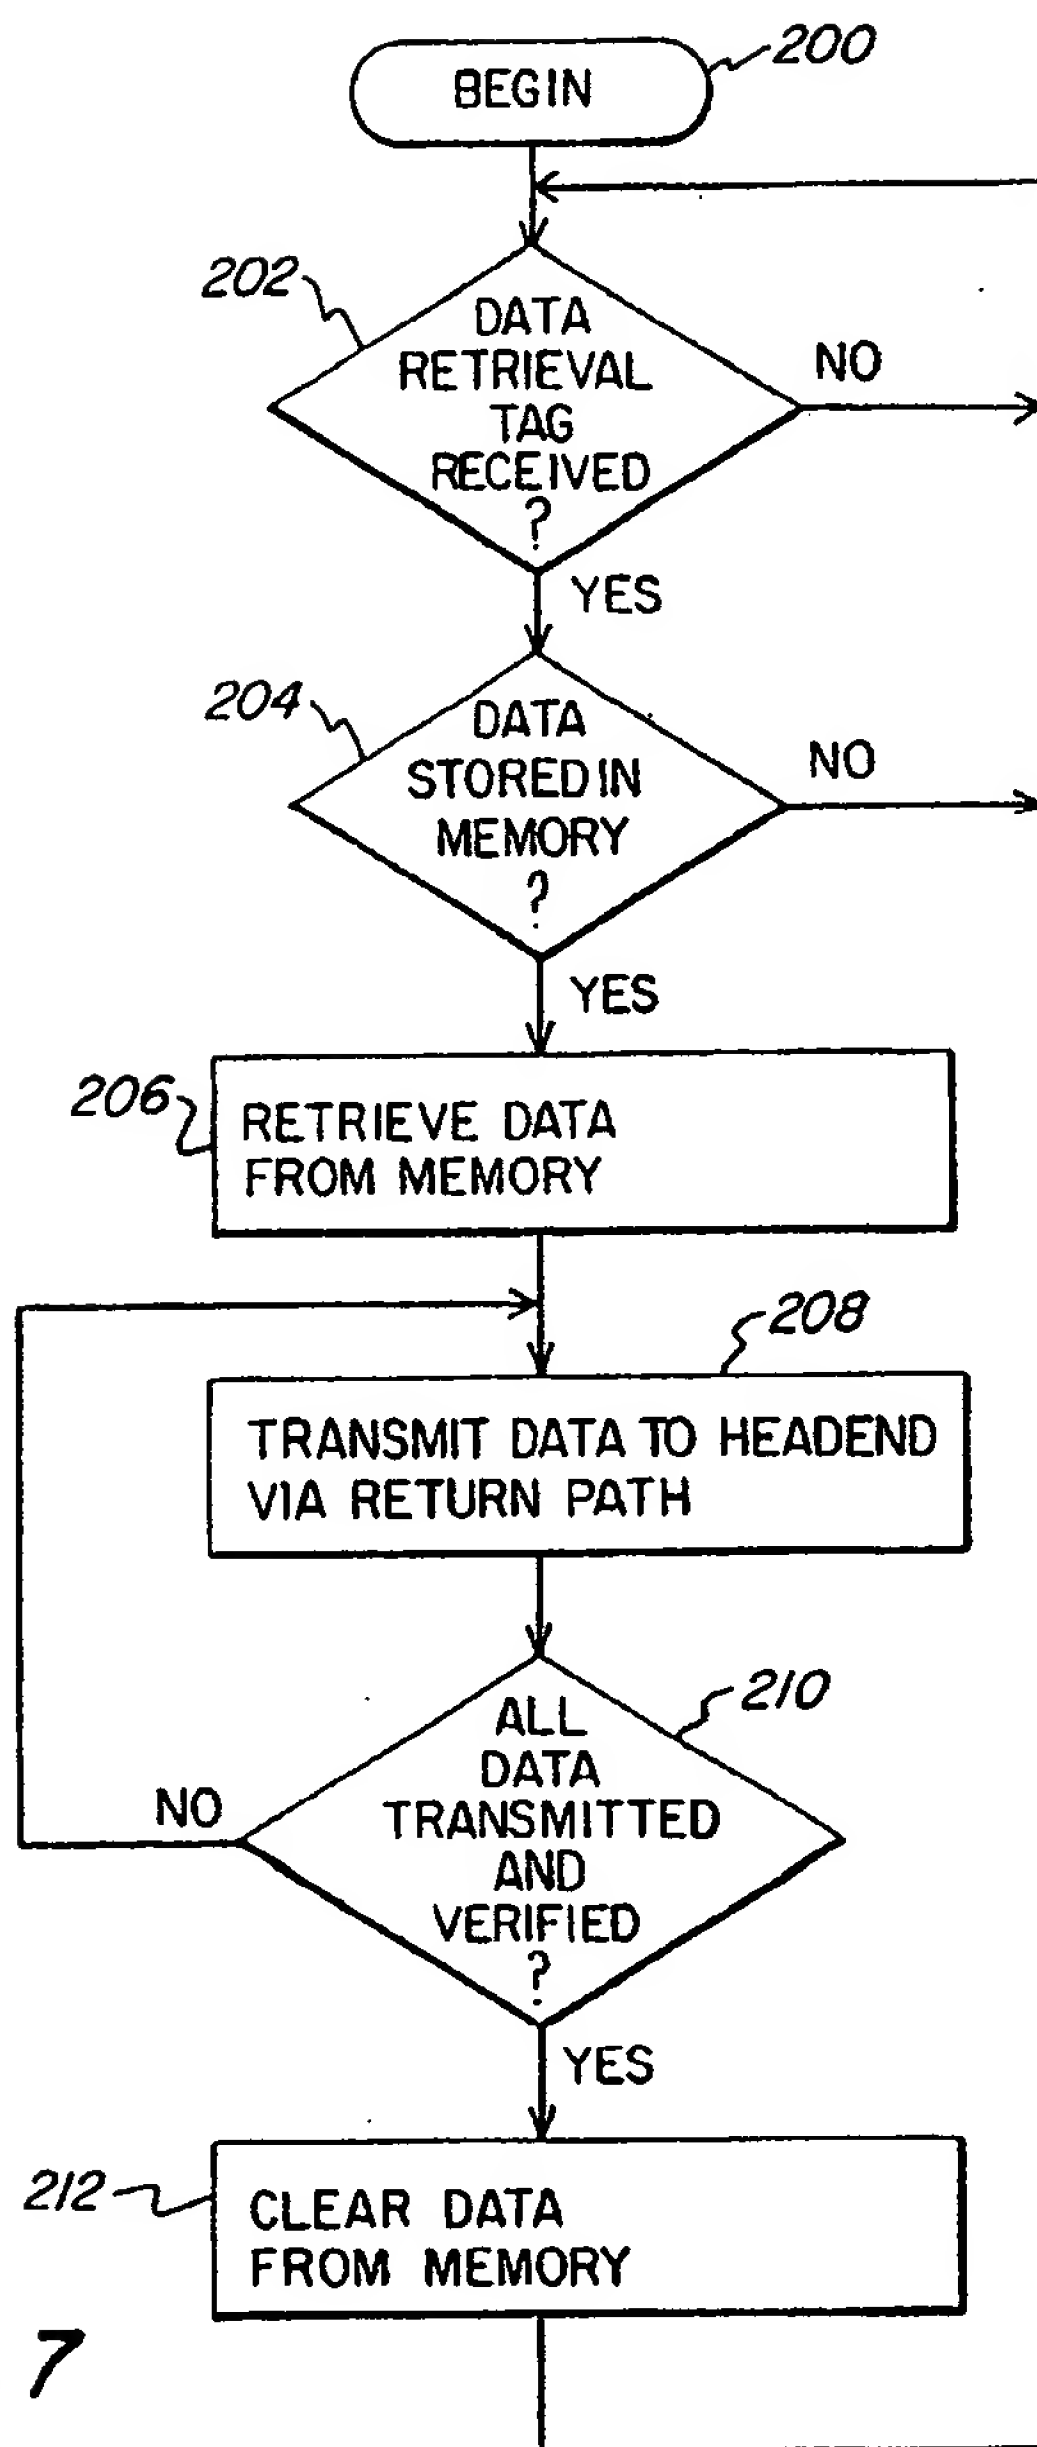 BEGIN
200
202
DATA
RETRIEVAL
TAG
RECEIVED
?
NO
YES
204
DATA
STORED IN
MEMORY
?
NO
YES
206
RETRIEVE DATA
FROM MEMORY
208
TRANSMIT DATA TO HEADEND
VIA RETURN PATH
210
ALL
DATA
TRANSMITTED
AND
VERIFIED
?
NO
YES
212
CLEAR DATA
FROM MEMORY
7